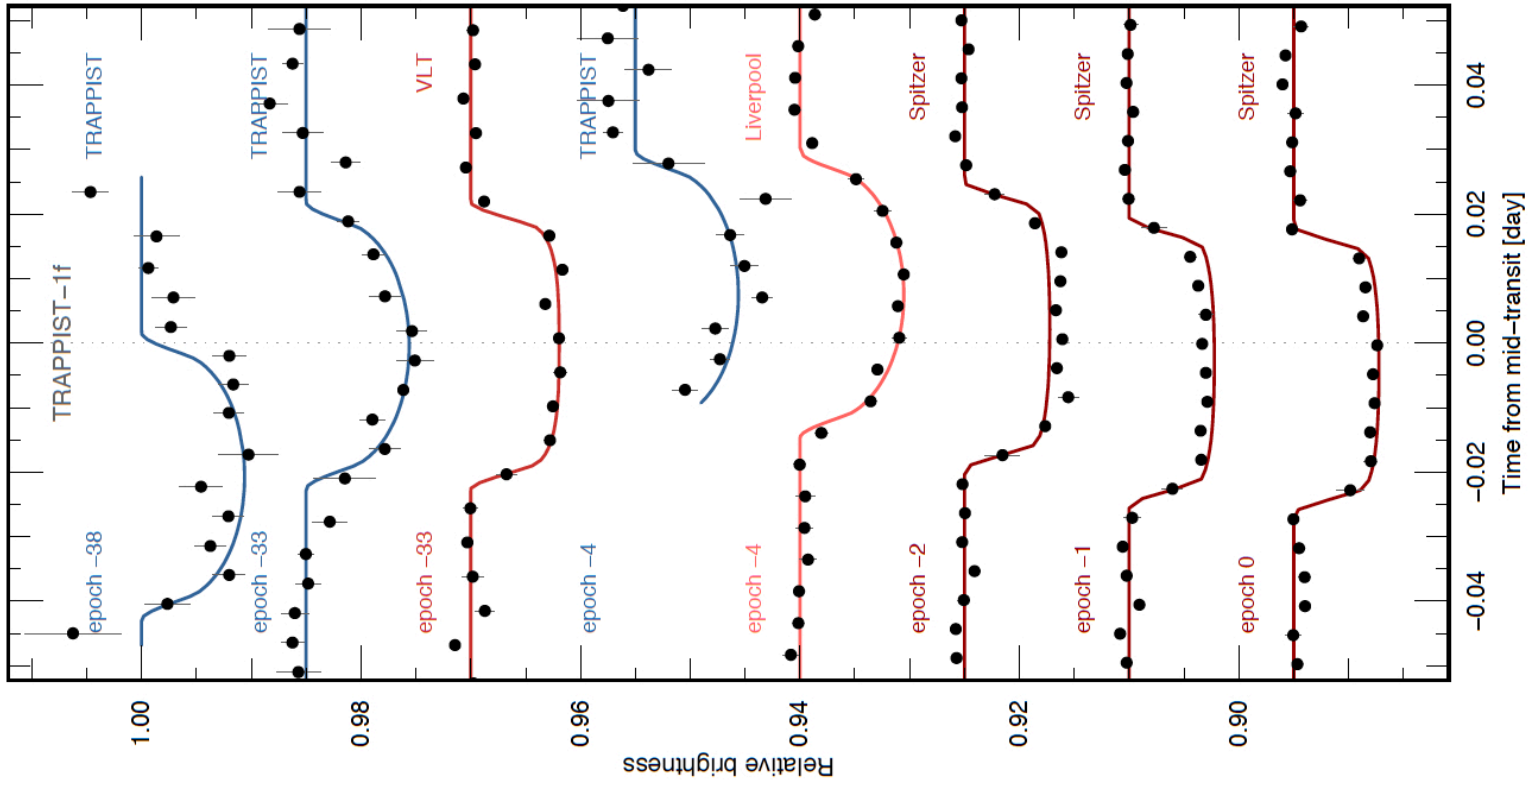 TRAPPIST−1f
epoch −38 TRAPPIST
epoch −33 TRAPPIST
epoch −33 VLT
epoch −4 TRAPPIST
epoch −4 Liverpool
epoch −2 Spitzer
epoch −1 Spitzer
epoch 0 Spitzer
1.00
0.98
0.96
0.94
0.92
0.90
Relative brightness
−0.04 −0.02 0.00 0.02 0.04
Time from mid−transit [day]